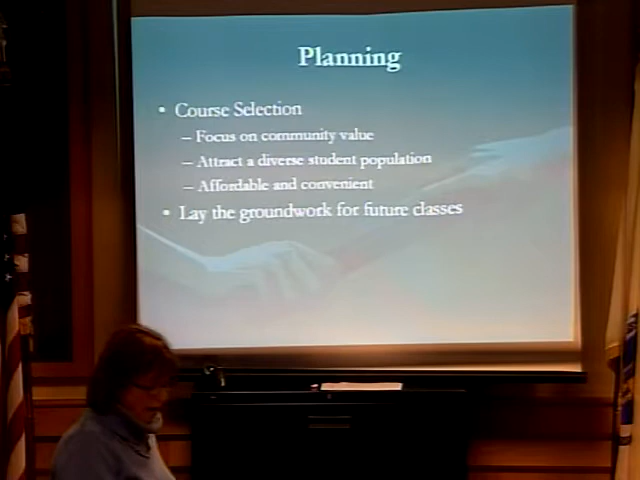 Planning
• Course Selection
– Focus on community value
– Attract a diverse student population
– Affordable and convenient
• Lay the groundwork for future classes